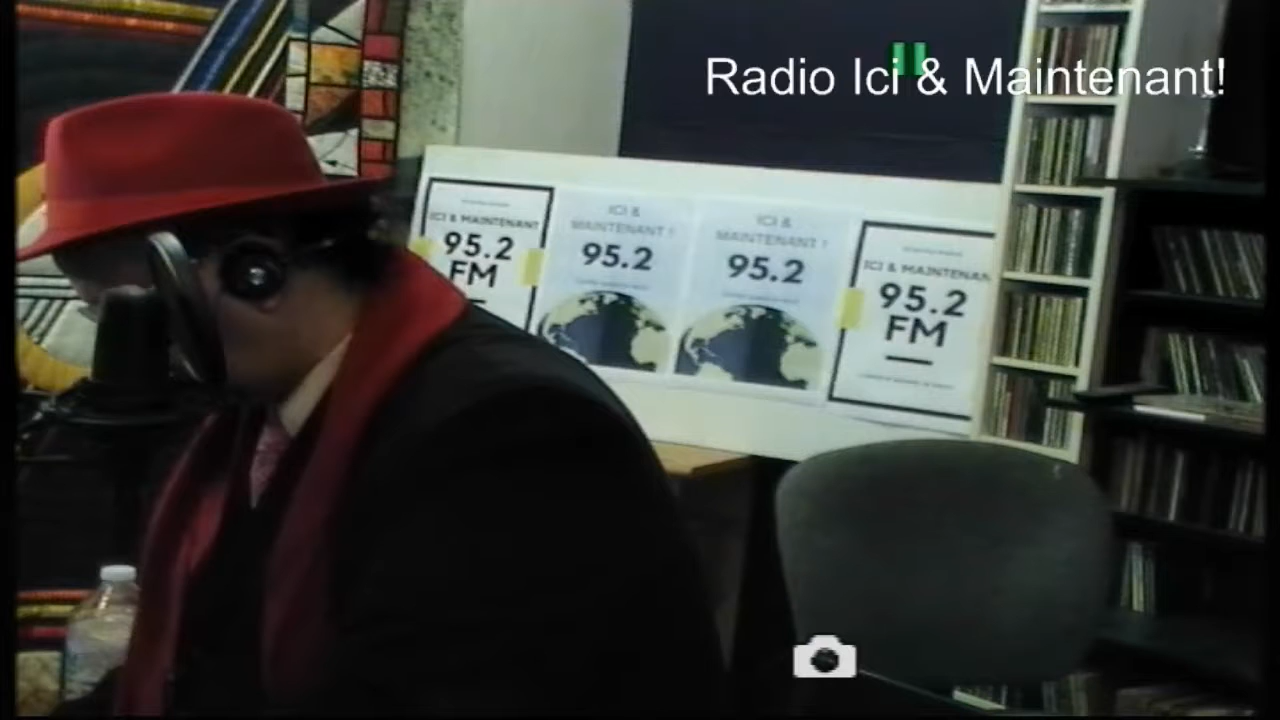 Radio Ici & Maintenant!
ICI & MAINTENANT
95.2
FM
ICI &
MAINTENANT !
95.2
ICI &
MAINTENANT !
95.2
ICI & MAINTENAN
95.2
FM